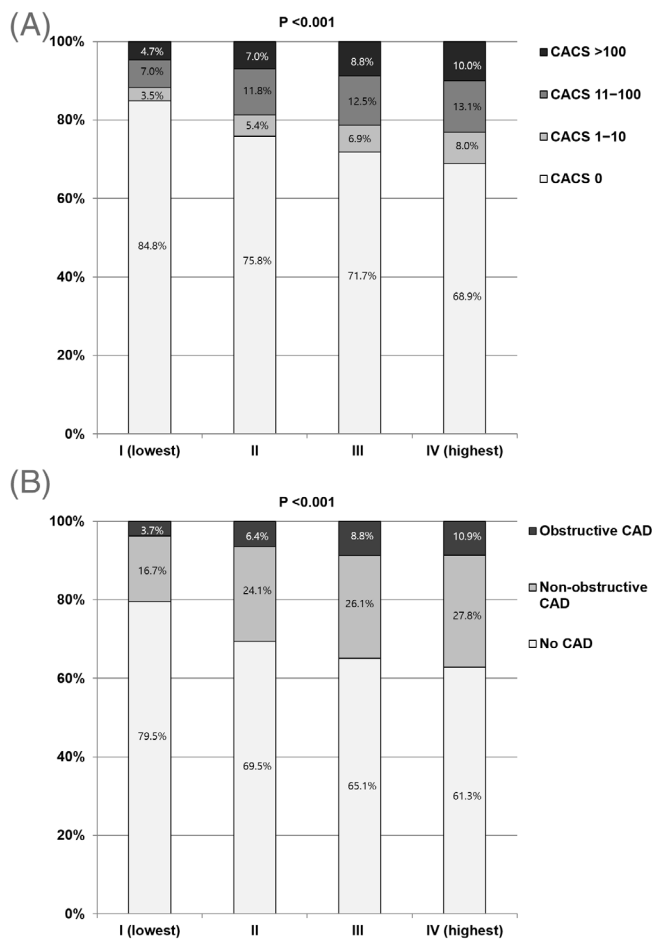 (A)
P <0.001
100%
80%
60%
40%
20%
0%
4.7%
7.0%
3.5%
84.8%
7.0%
11.8%
5.4%
75.8%
8.8%
12.5%
6.9%
71.7%
10.0%
13.1%
8.0%
68.9%
I (lowest)
II
III
IV (highest)
CACS >100
CACS 11–100
CACS 1–10
CACS 0
(B)
P <0.001
100%
80%
60%
40%
20%
0%
3.7%
16.7%
79.5%
6.4%
24.1%
69.5%
8.8%
26.1%
65.1%
10.9%
27.8%
61.3%
I (lowest)
II
III
IV (highest)
Obstructive CAD
Non-obstructive
CAD
No CAD